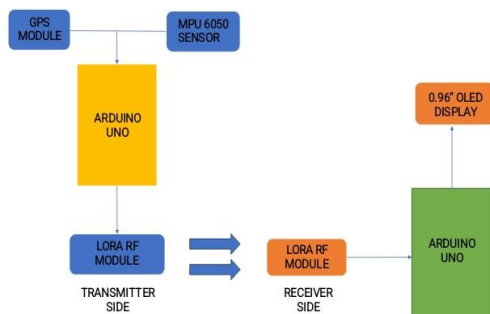 GPS
MODULE
MPU 6050
SENSOR
ARDUINO
UNO
LORA RF
MODULE
TRANSMITTER
SIDE
LORA RF
MODULE
RECEIVER
SIDE
0.96" OLED
DISPLAY
ARDUINO
UNO